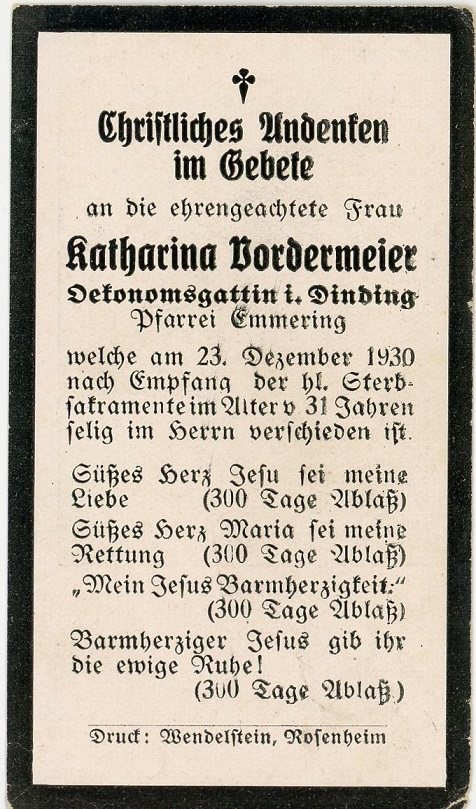 Christliches Andenken
im Gebete
an die ehrengeachtete Frau
Katharina Vordermeier
Oekonomsgattin i. Dinding
Pfarrei Emmering
welche am 23. Dezember 1930
nach Empfang der hl. Sterb-
sakramente im Alter v 31 Jahren
selig im Herrn verschieden ist.
Süßes Herz Jesu sei meine
Liebe (300 Tage Ablaß)
Süßes Herz Maria sei meine
Rettung (300 Tage Ablaß)
„Mein Jesus Barmherzigkeit.“
(300 Tage Ablaß)
Barmherziger Jesus gib ihr
die ewige Ruhe!
(300 Tage Ablaß)
Druck: Wendelstein, Rosenheim